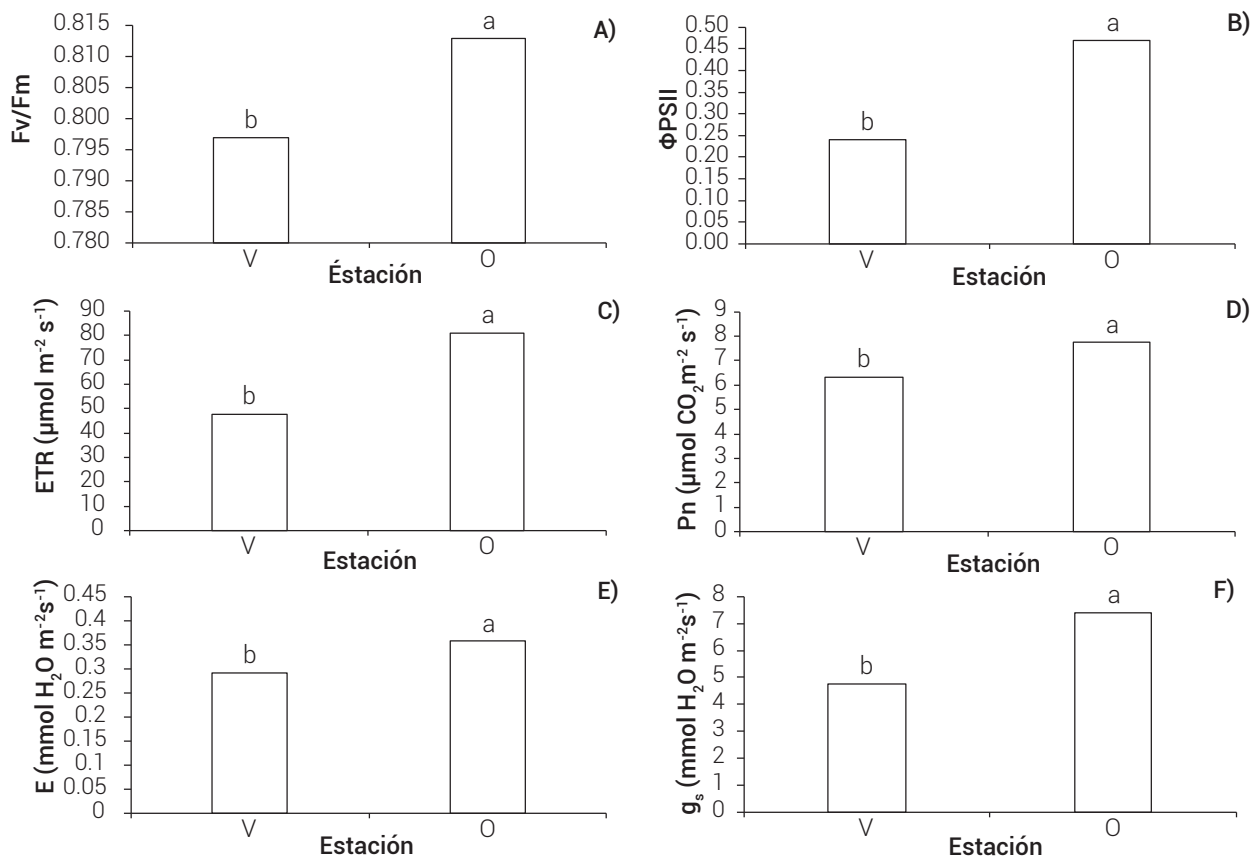 A)
Fv/Fm
0.815
0.810
0.805
0.800
0.795
0.790
0.785
0.780
b
a
V
O
Éstación
B)
ΦPSII
0.50
0.45
0.40
0.35
0.30
0.25
0.20
0.15
0.10
0.05
0.00
b
a
V
O
Estación
C)
ETR (µmol m⁻² s⁻¹)
90
80
70
60
50
40
30
20
10
0
b
a
V
O
Estación
D)
Pn (µmol CO₂m⁻² s⁻¹)
9
8
7
6
5
4
3
2
1
0
b
a
V
O
Estación
E)
E (mmol H₂O m⁻²s⁻¹)
0.45
0.4
0.35
0.3
0.25
0.2
0.15
0.1
0.05
0
b
a
V
O
Estación
F)
gₛ (mmol H₂O m⁻²s⁻¹)
8
7
6
5
4
3
2
1
0
b
a
V
O
Estación